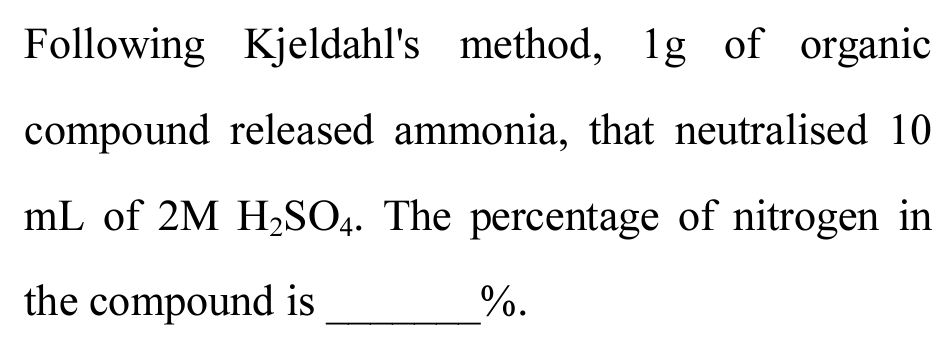 Following Kjeldahl's method, 1g of organic
compound released ammonia, that neutralised 10
mL of 2M H₂SO₄. The percentage of nitrogen in
the compound is _______%.